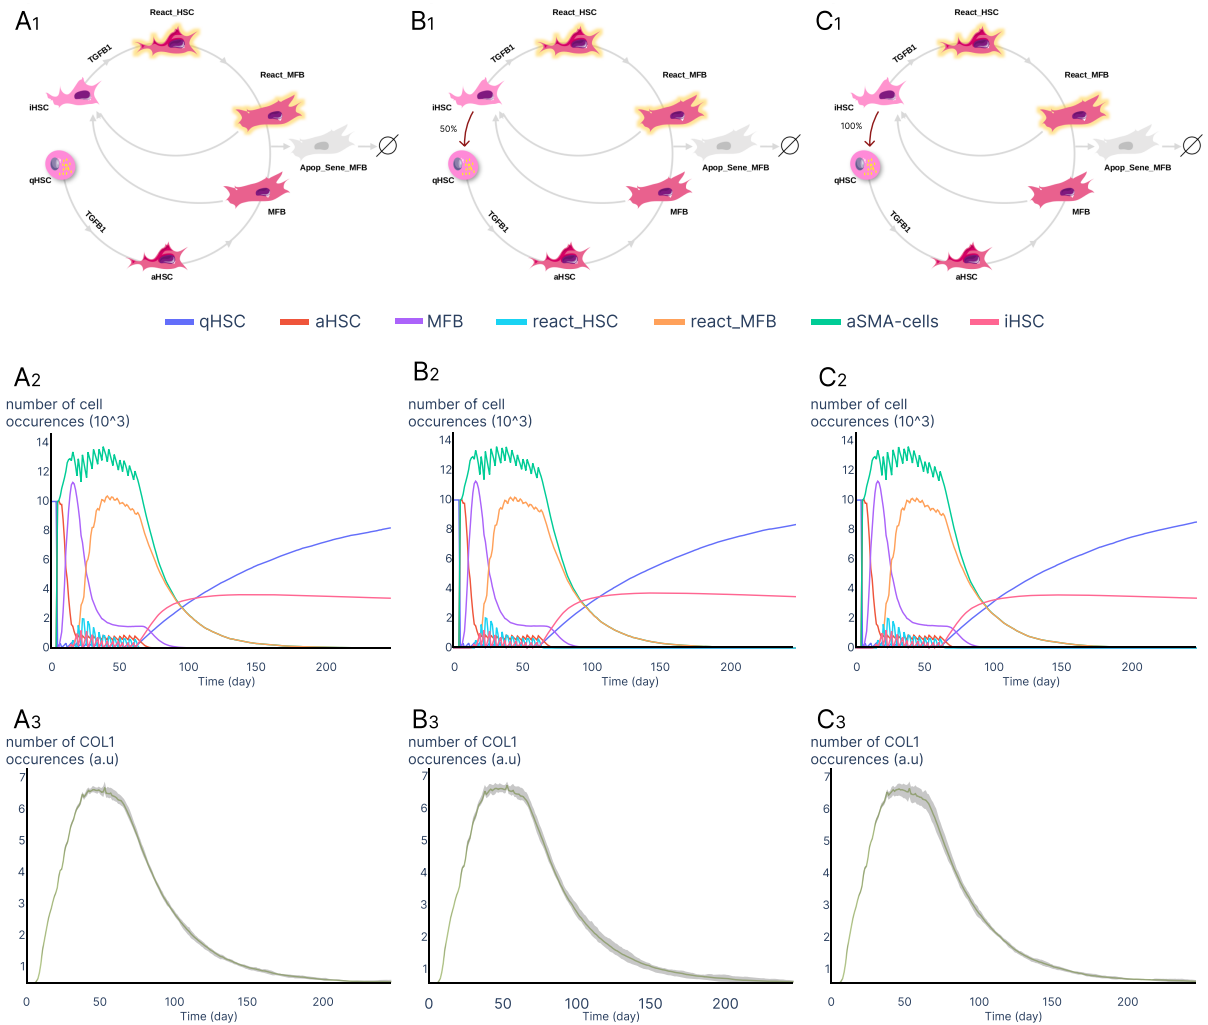 A1
React_HSC
TGFB1
React_MFB
iHSC
Apop_Sene_MFB
qHSC
MFB
TGFB1
aHSC
B1
React_HSC
TGFB1
React_MFB
iHSC
50%
Apop_Sene_MFB
qHSC
MFB
TGFB1
aHSC
C1
React_HSC
TGFB1
React_MFB
iHSC
100%
Apop_Sene_MFB
qHSC
MFB
TGFB1
aHSC
qHSC aHSC MFB react_HSC react_MFB aSMA-cells iHSC
A2
number of cell
occurences (10^3)
14
12
10
8
6
4
2
0
0 50 100 150 200
Time (day)
B2
number of cell
occurences (10^3)
14
12
10
8
6
4
2
0
0 50 100 150 200
Time (day)
C2
number of cell
occurences (10^3)
14
12
10
8
6
4
2
0
0 50 100 150 200
Time (day)
A3
number of COL1
occurences (a.u)
7
6
5
4
3
2
1
0 50 100 150 200
Time (day)
B3
number of COL1
occurences (a.u)
7
6
5
4
3
2
1
0 50 100 150 200
Time (day)
C3
number of COL1
occurences (a.u)
7
6
5
4
3
2
1
0 50 100 150 200
Time (day)